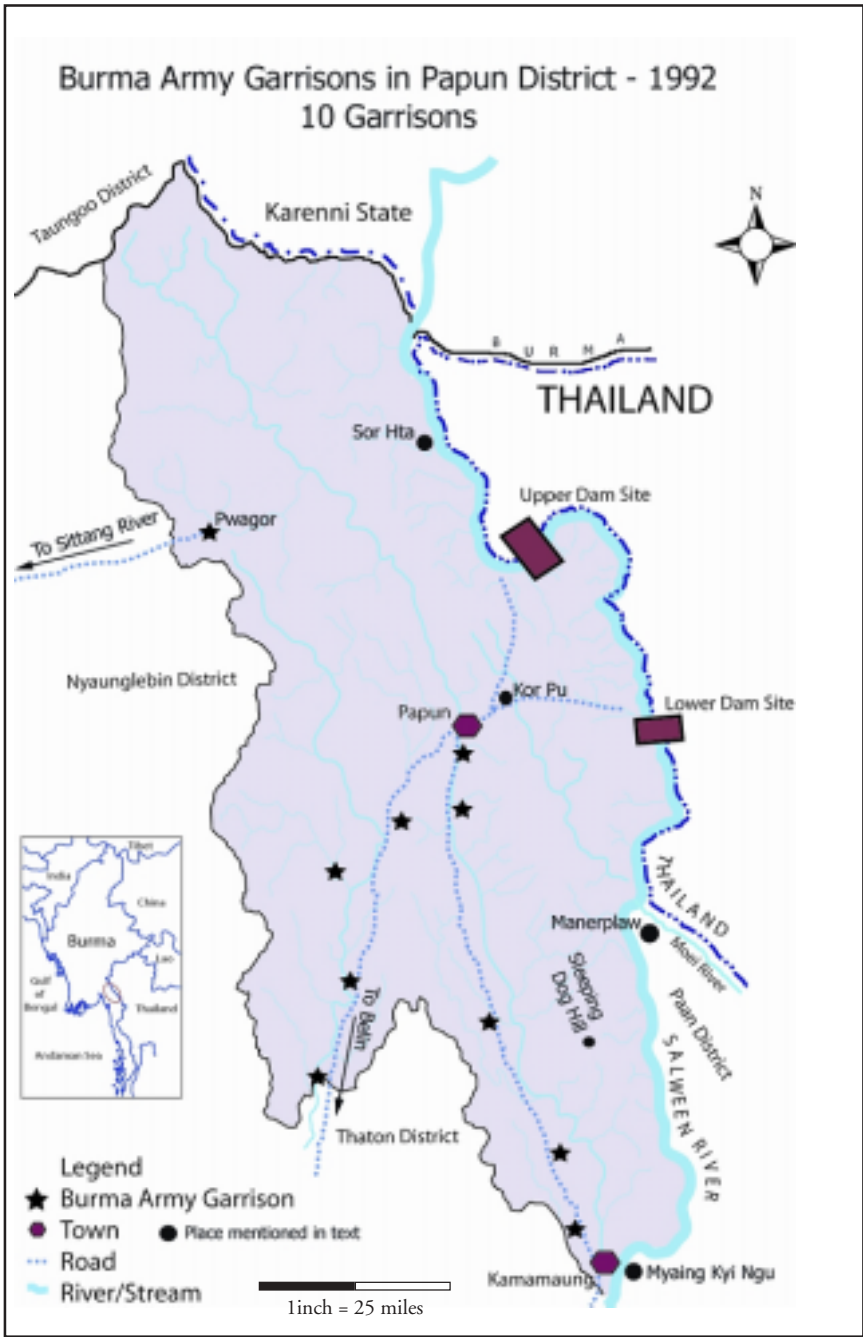 Burma Army Garrisons in Papun District - 1992
10 Garrisons
Taungoo District
Karenni State
N
BURMA
THAILAND
Sor Hta
Upper Dam Site
Pwagor
To Sittang River
Nyaunglebin District
Kor Pu
Papun
Lower Dam Site
THAILAND
Manerplaw
Moei River
Sleeping
Dog Hill
Paan District
SALWEEN RIVER
To Belin
Thaton District
Tibet
India
China
Burma
Lao
Gulf
of
Bengal
Thailand
Andaman Sea
Legend
Burma Army Garrison
Town
Place mentioned in text
Road
River/Stream
Kamamaung
Myaing Kyi Ngu
1inch = 25 miles